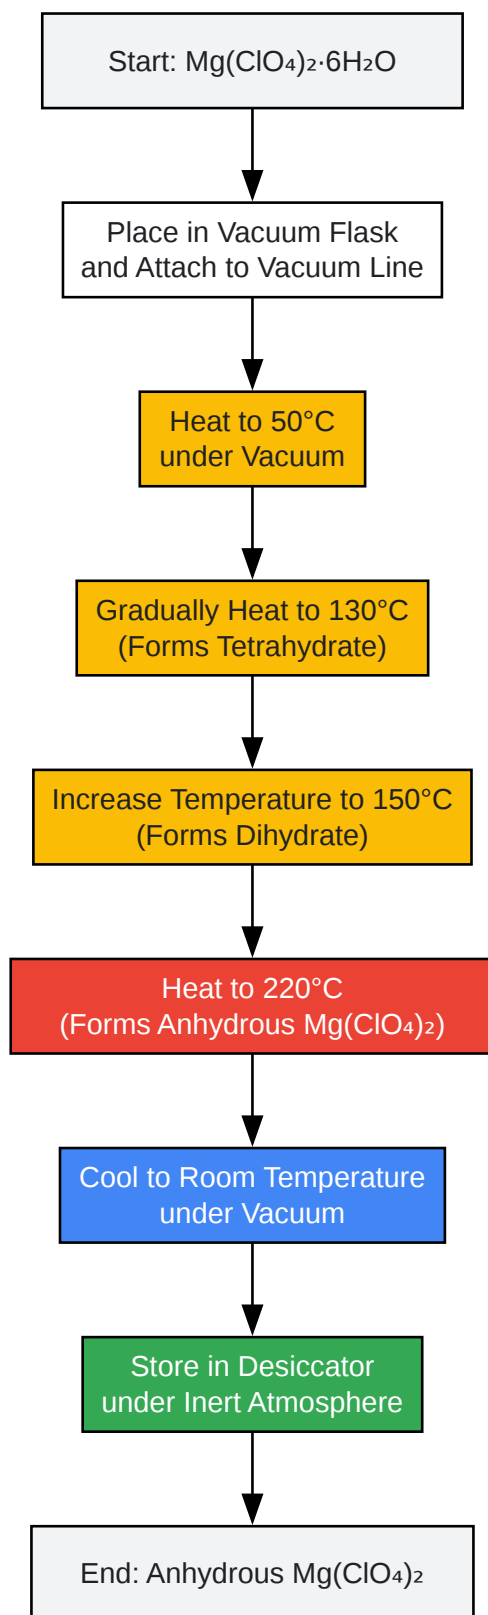 Start: Mg(ClO₄)₂·6H₂O
Place in Vacuum Flask
and Attach to Vacuum Line
Heat to 50°C
under Vacuum
Gradually Heat to 130°C
(Forms Tetrahydrate)
Increase Temperature to 150°C
(Forms Dihydrate)
Heat to 220°C
(Forms Anhydrous Mg(ClO₄)₂)
Cool to Room Temperature
under Vacuum
Store in Desiccator
under Inert Atmosphere
End: Anhydrous Mg(ClO₄)₂